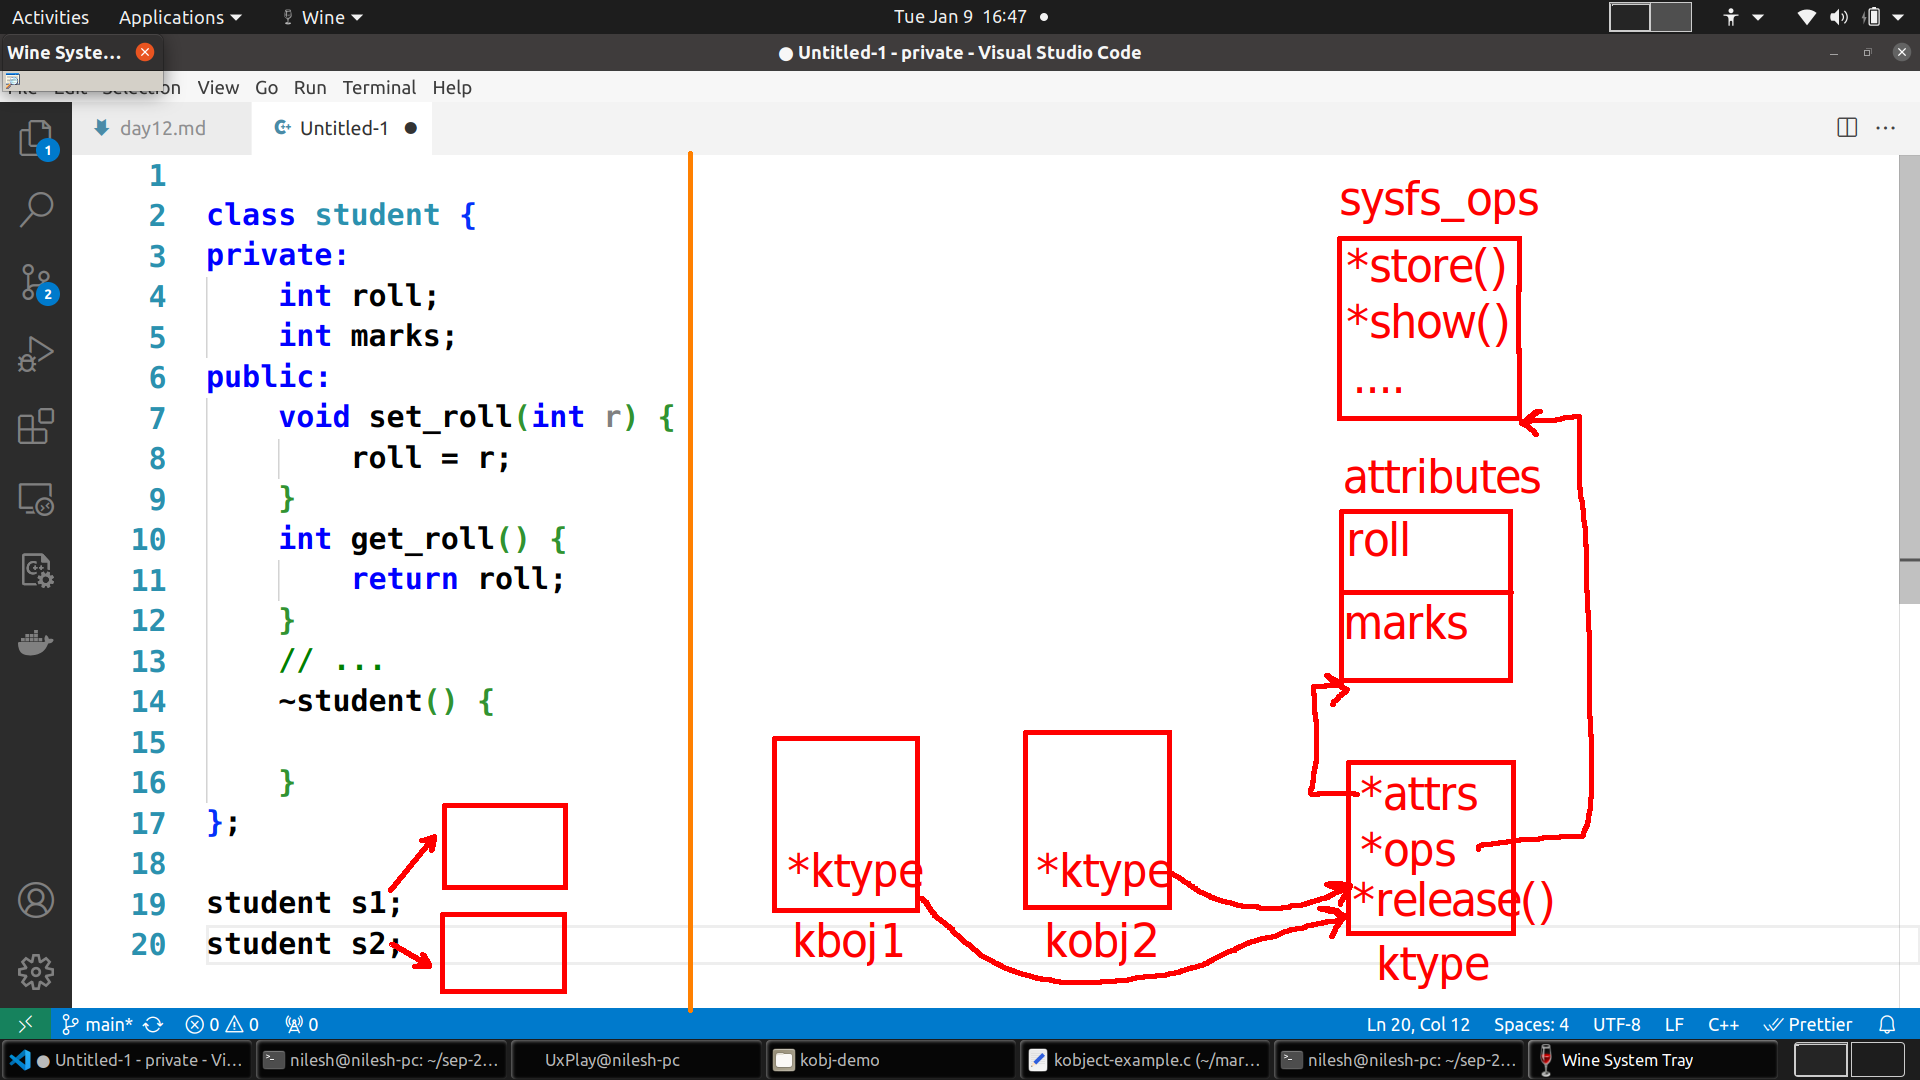 Activities Applications Wine Tue Jan 9 16:47
Wine Syste... Untitled-1 - private - Visual Studio Code
View Go Run Terminal Help
day12.md Untitled-1
1
2 class student {
3 private:
4 int roll;
5 int marks;
6 public:
7 void set_roll(int r) {
8 roll = r;
9 }
10 int get_roll() {
11 return roll;
12 }
13 // ...
14 ~student() {
15
16 }
17 };
18
19 student s1;
20 student s2;
sysfs_ops
*store()
*show()
....
attributes
roll
marks
*attrs
*ops
*release()
ktype
*ktype
kboj1
*ktype
kobj2
1
2
main* 0 0 0 Ln 20, Col 12 Spaces: 4 UTF-8 LF C++ Prettier
Untitled-1 - private - Vi... nilesh@nilesh-pc: ~/sep-2... UxPlay@nilesh-pc kobj-demo kobject-example.c (~/mar... nilesh@nilesh-pc: ~/sep-2... Wine System Tray